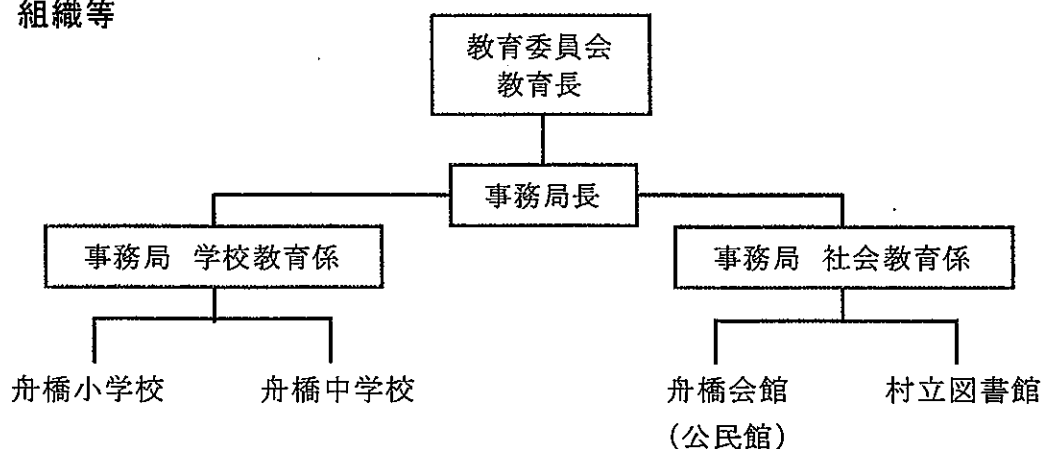 組織等
教育委員会
教育長
事務局長
事務局 学校教育係
事務局 社会教育係
舟橋小学校
舟橋中学校
舟橋会館
(公民館)
村立図書館